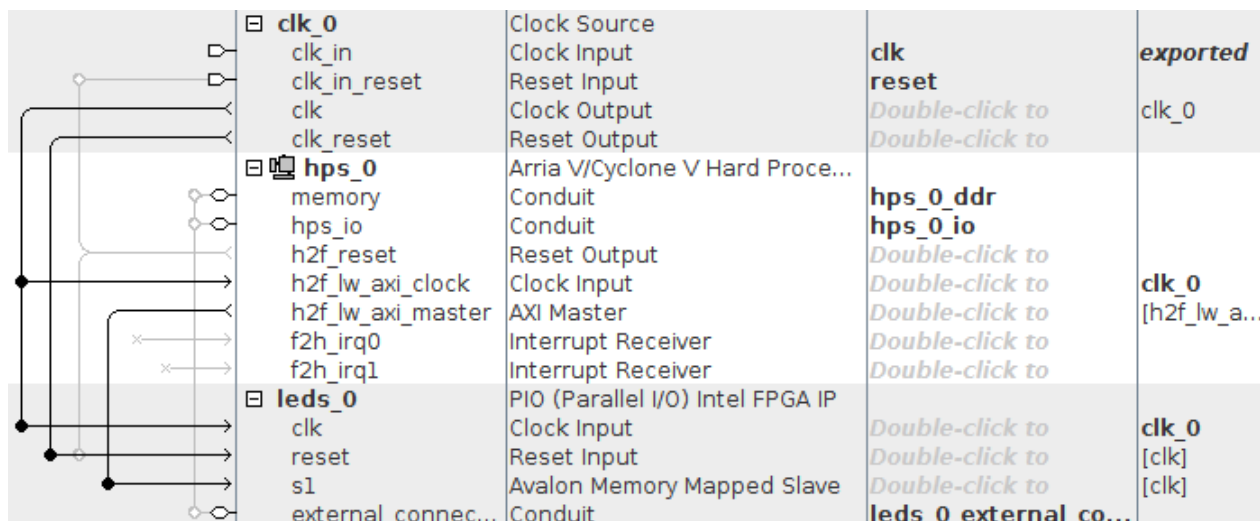 clk_0 Clock Source
clk_in Clock Input clk exported
clk_in_reset Reset Input reset
clk Clock Output Double-click to clk_0
clk_reset Reset Output Double-click to
hps_0 Arria V/Cyclone V Hard Proce...
memory Conduit hps_0_ddr
hps_io Conduit hps_0_io
h2f_reset Reset Output Double-click to
h2f_lw_axi_clock Clock Input Double-click to clk_0
h2f_lw_axi_master AXI Master Double-click to [h2f_lw_a...
f2h_irq0 Interrupt Receiver Double-click to
f2h_irq1 Interrupt Receiver Double-click to
leds_0 PIO (Parallel I/O) Intel FPGA IP
clk Clock Input Double-click to clk_0
reset Reset Input Double-click to [clk]
s1 Avalon Memory Mapped Slave Double-click to [clk]
external_connec... Conduit leds_0_external_co...